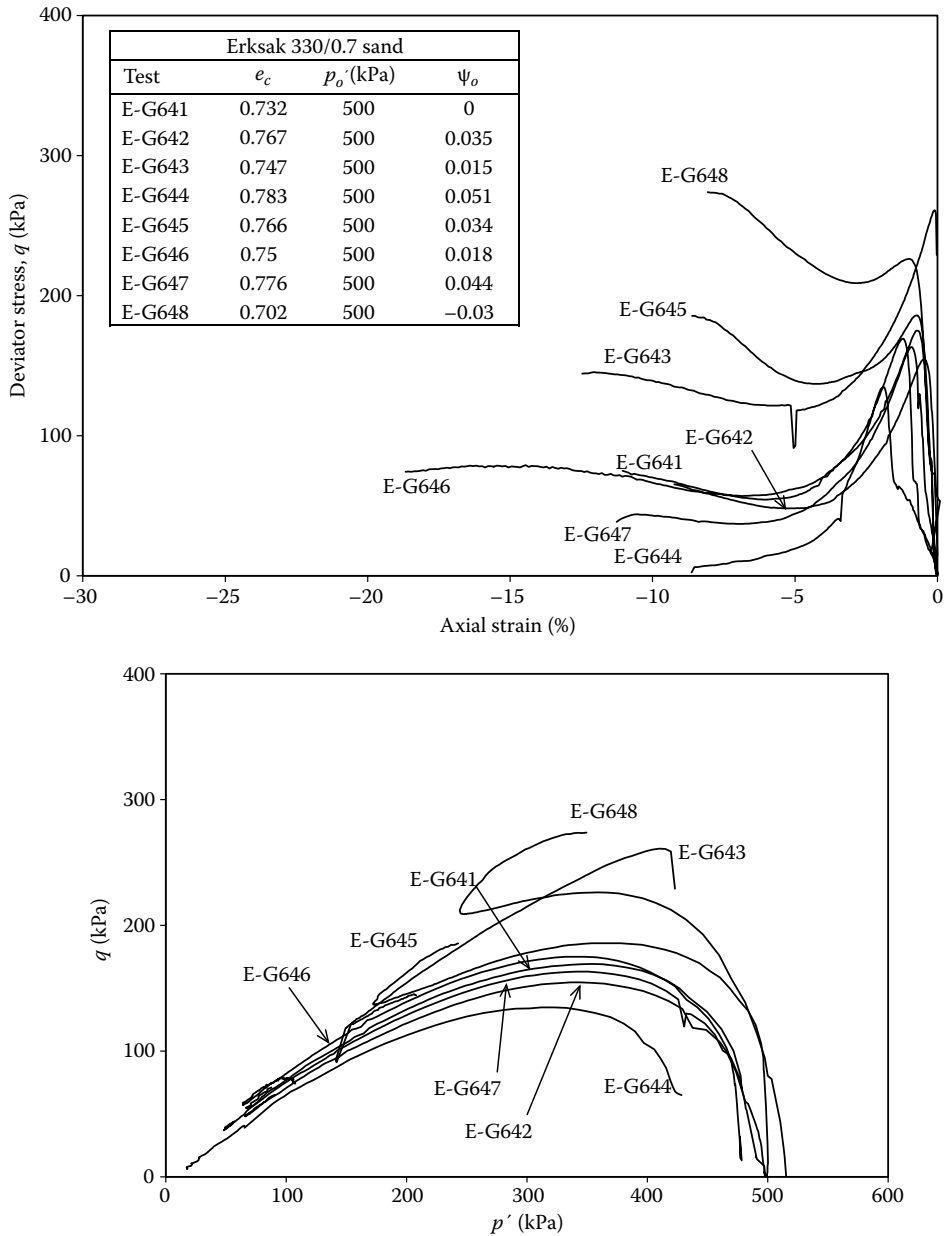 400
300
200
100
0
Deviator stress, q (kPa)
Erksak 330/0.7 sand
Test e_c p_o´(kPa) ψ_o
E-G641 0.732 500 0
E-G642 0.767 500 0.035
E-G643 0.747 500 0.015
E-G644 0.783 500 0.051
E-G645 0.766 500 0.034
E-G646 0.75 500 0.018
E-G647 0.776 500 0.044
E-G648 0.702 500 −0.03
E-G648
E-G645
E-G643
E-G642
E-G641
E-G646
E-G647
E-G644
−30 −25 −20 −15 −10 −5 0
Axial strain (%)
400
300
200
100
0
q (kPa)
E-G648
E-G643
E-G641
E-G645
E-G646
E-G647
E-G644
E-G642
0 100 200 300 400 500 600
p´ (kPa)